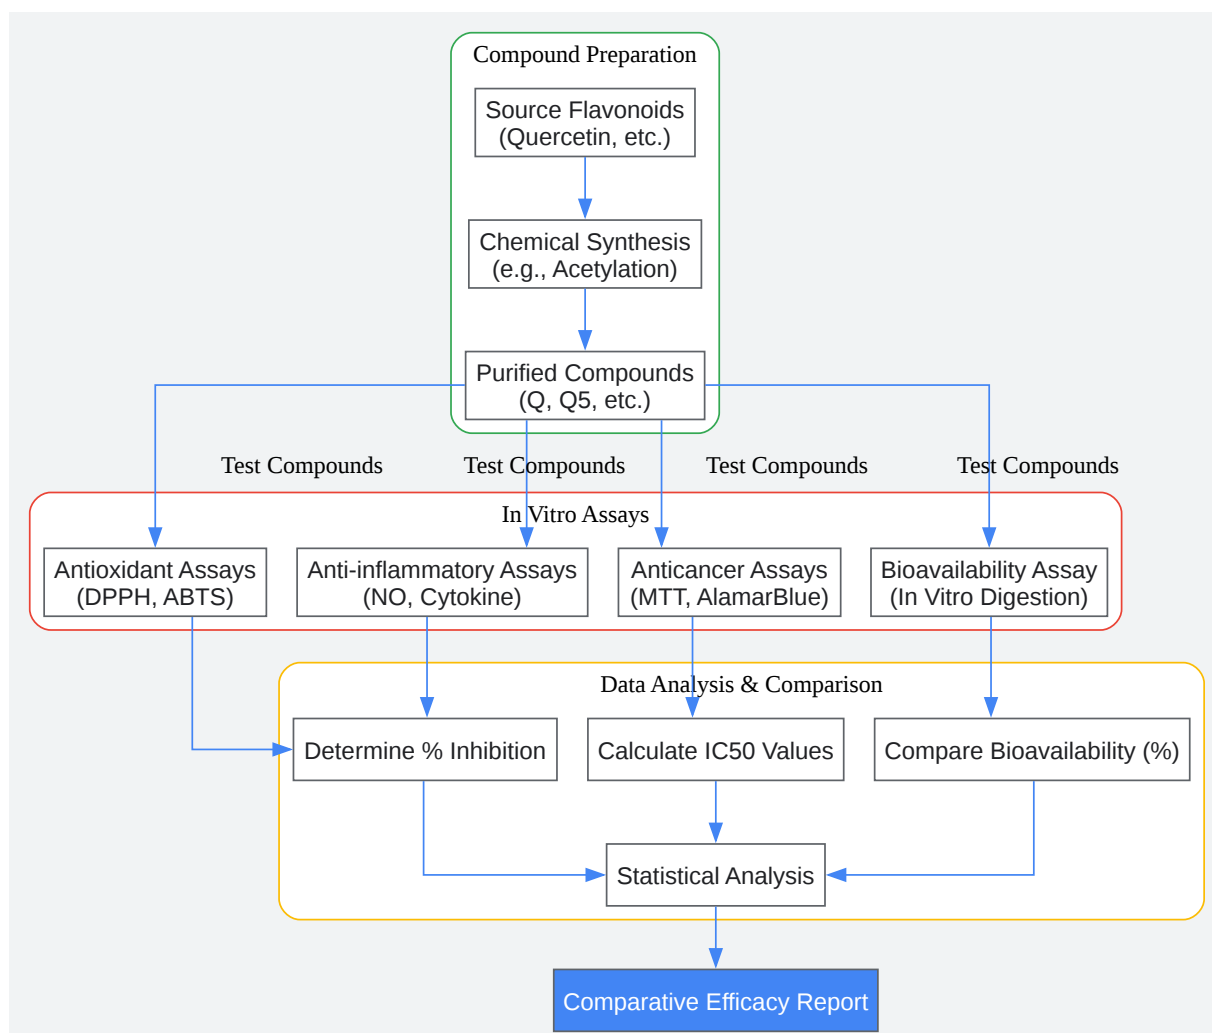 Compound Preparation
Source Flavonoids
(Quercetin, etc.)
Chemical Synthesis
(e.g., Acetylation)
Purified Compounds
(Q, Q5, etc.)
Test Compounds
Test Compounds
Test Compounds
Test Compounds
In Vitro Assays
Antioxidant Assays
(DPPH, ABTS)
Anti-inflammatory Assays
(NO, Cytokine)
Anticancer Assays
(MTT, AlamarBlue)
Bioavailability Assay
(In Vitro Digestion)
Data Analysis & Comparison
Determine % Inhibition
Calculate IC50 Values
Compare Bioavailability (%)
Statistical Analysis
Comparative Efficacy Report